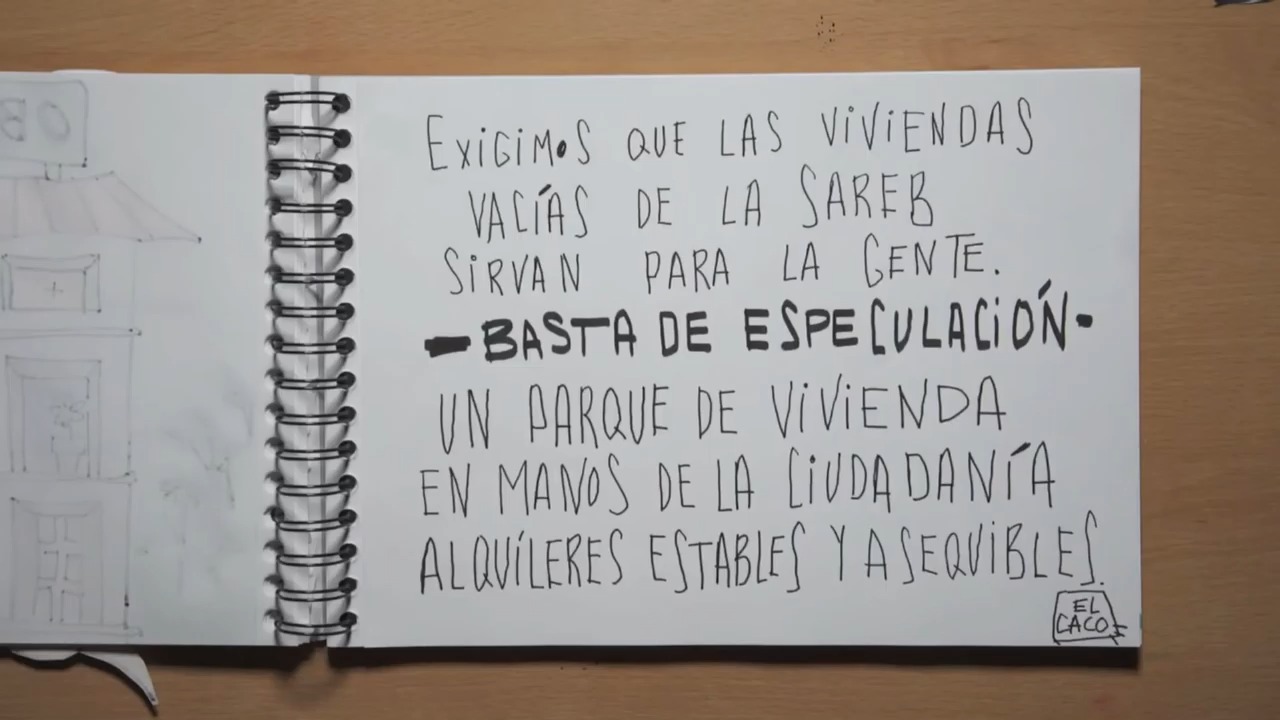 EXiGiMOS QUE LAS ViViENDAS
VACÍAS DE LA SAREB
SiRVAN PARA LA GENTE.
-BASTA DE ESPECULACiÓN-
UN PARQUE DE ViViENDA
EN MANOS DE LA CiUDADANÍA
ALQUiLERES ESTABLES Y ASEQUiBLES.
EL
CACO